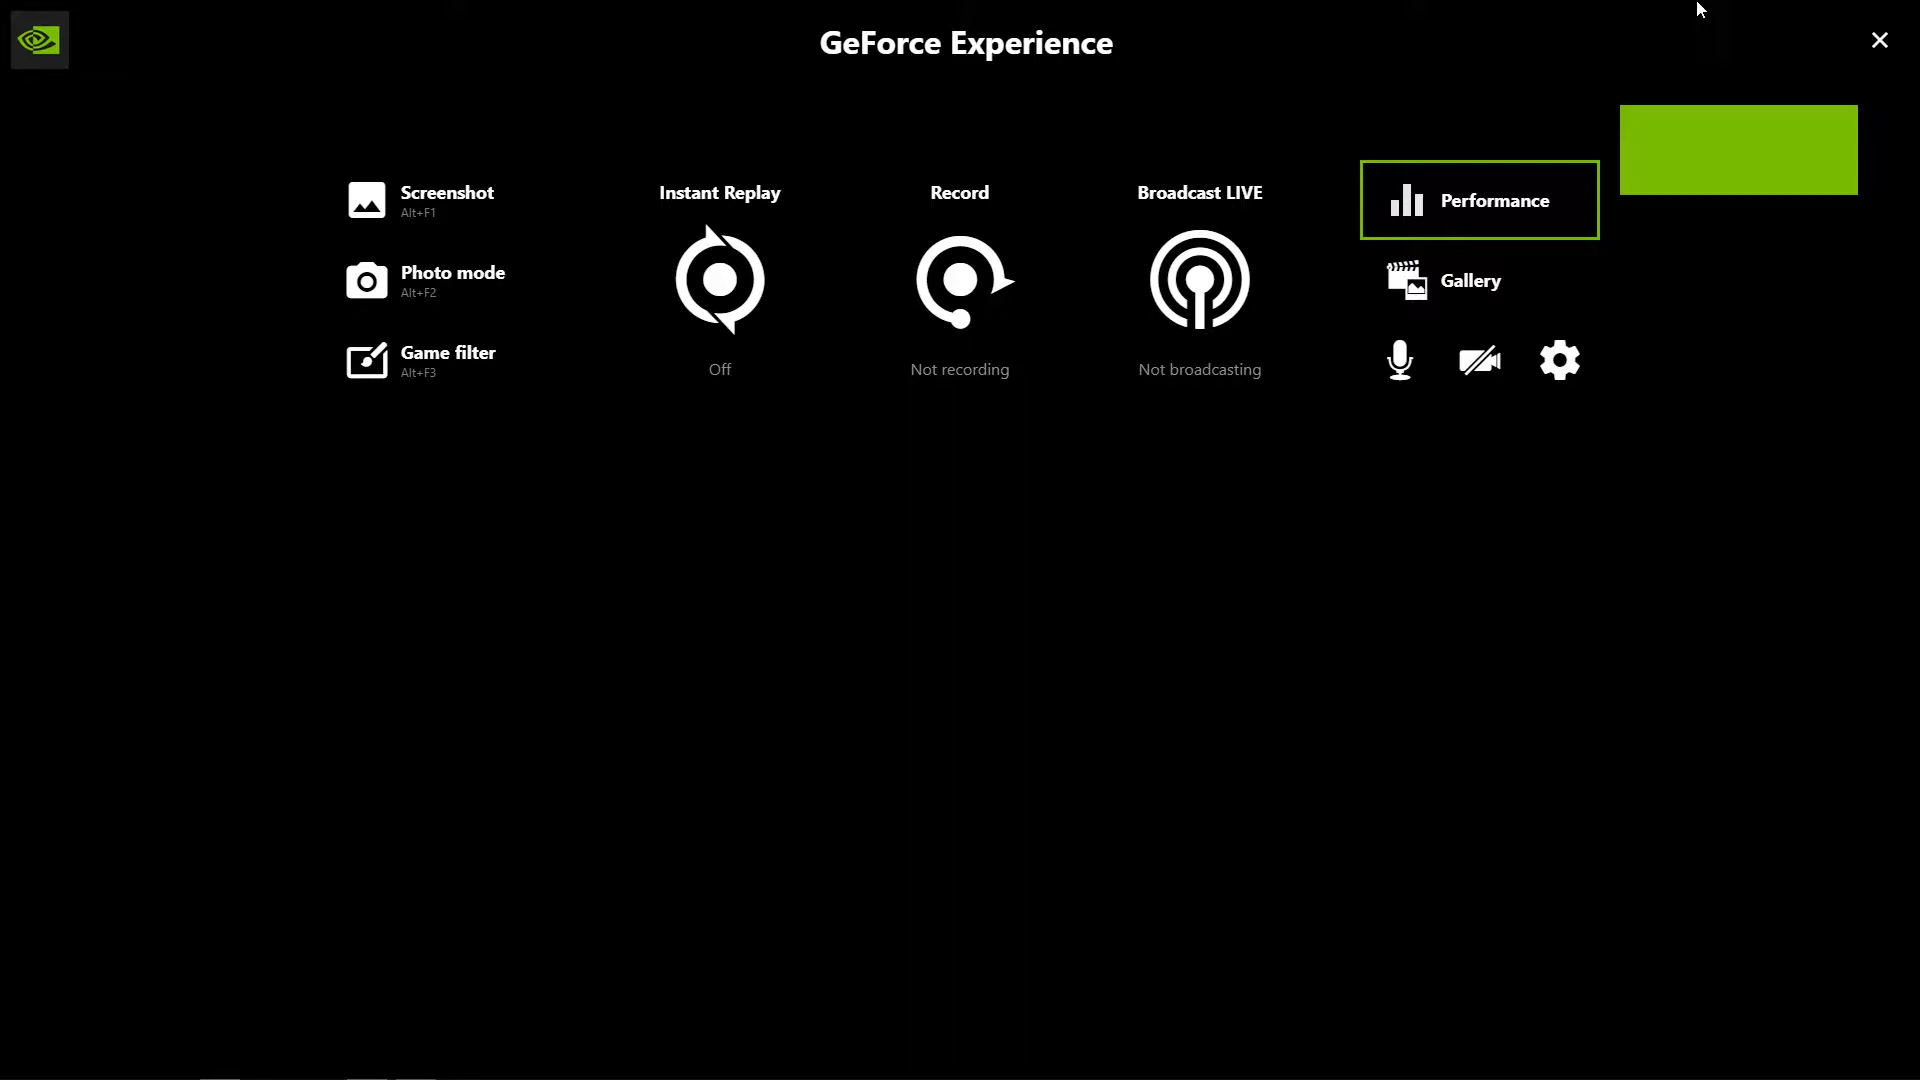 GeForce Experience
Screenshot
Alt+F1
Photo mode
Alt+F2
Game filter
Alt+F3
Instant Replay
Off
Record
Not recording
Broadcast LIVE
Not broadcasting
Performance
Gallery